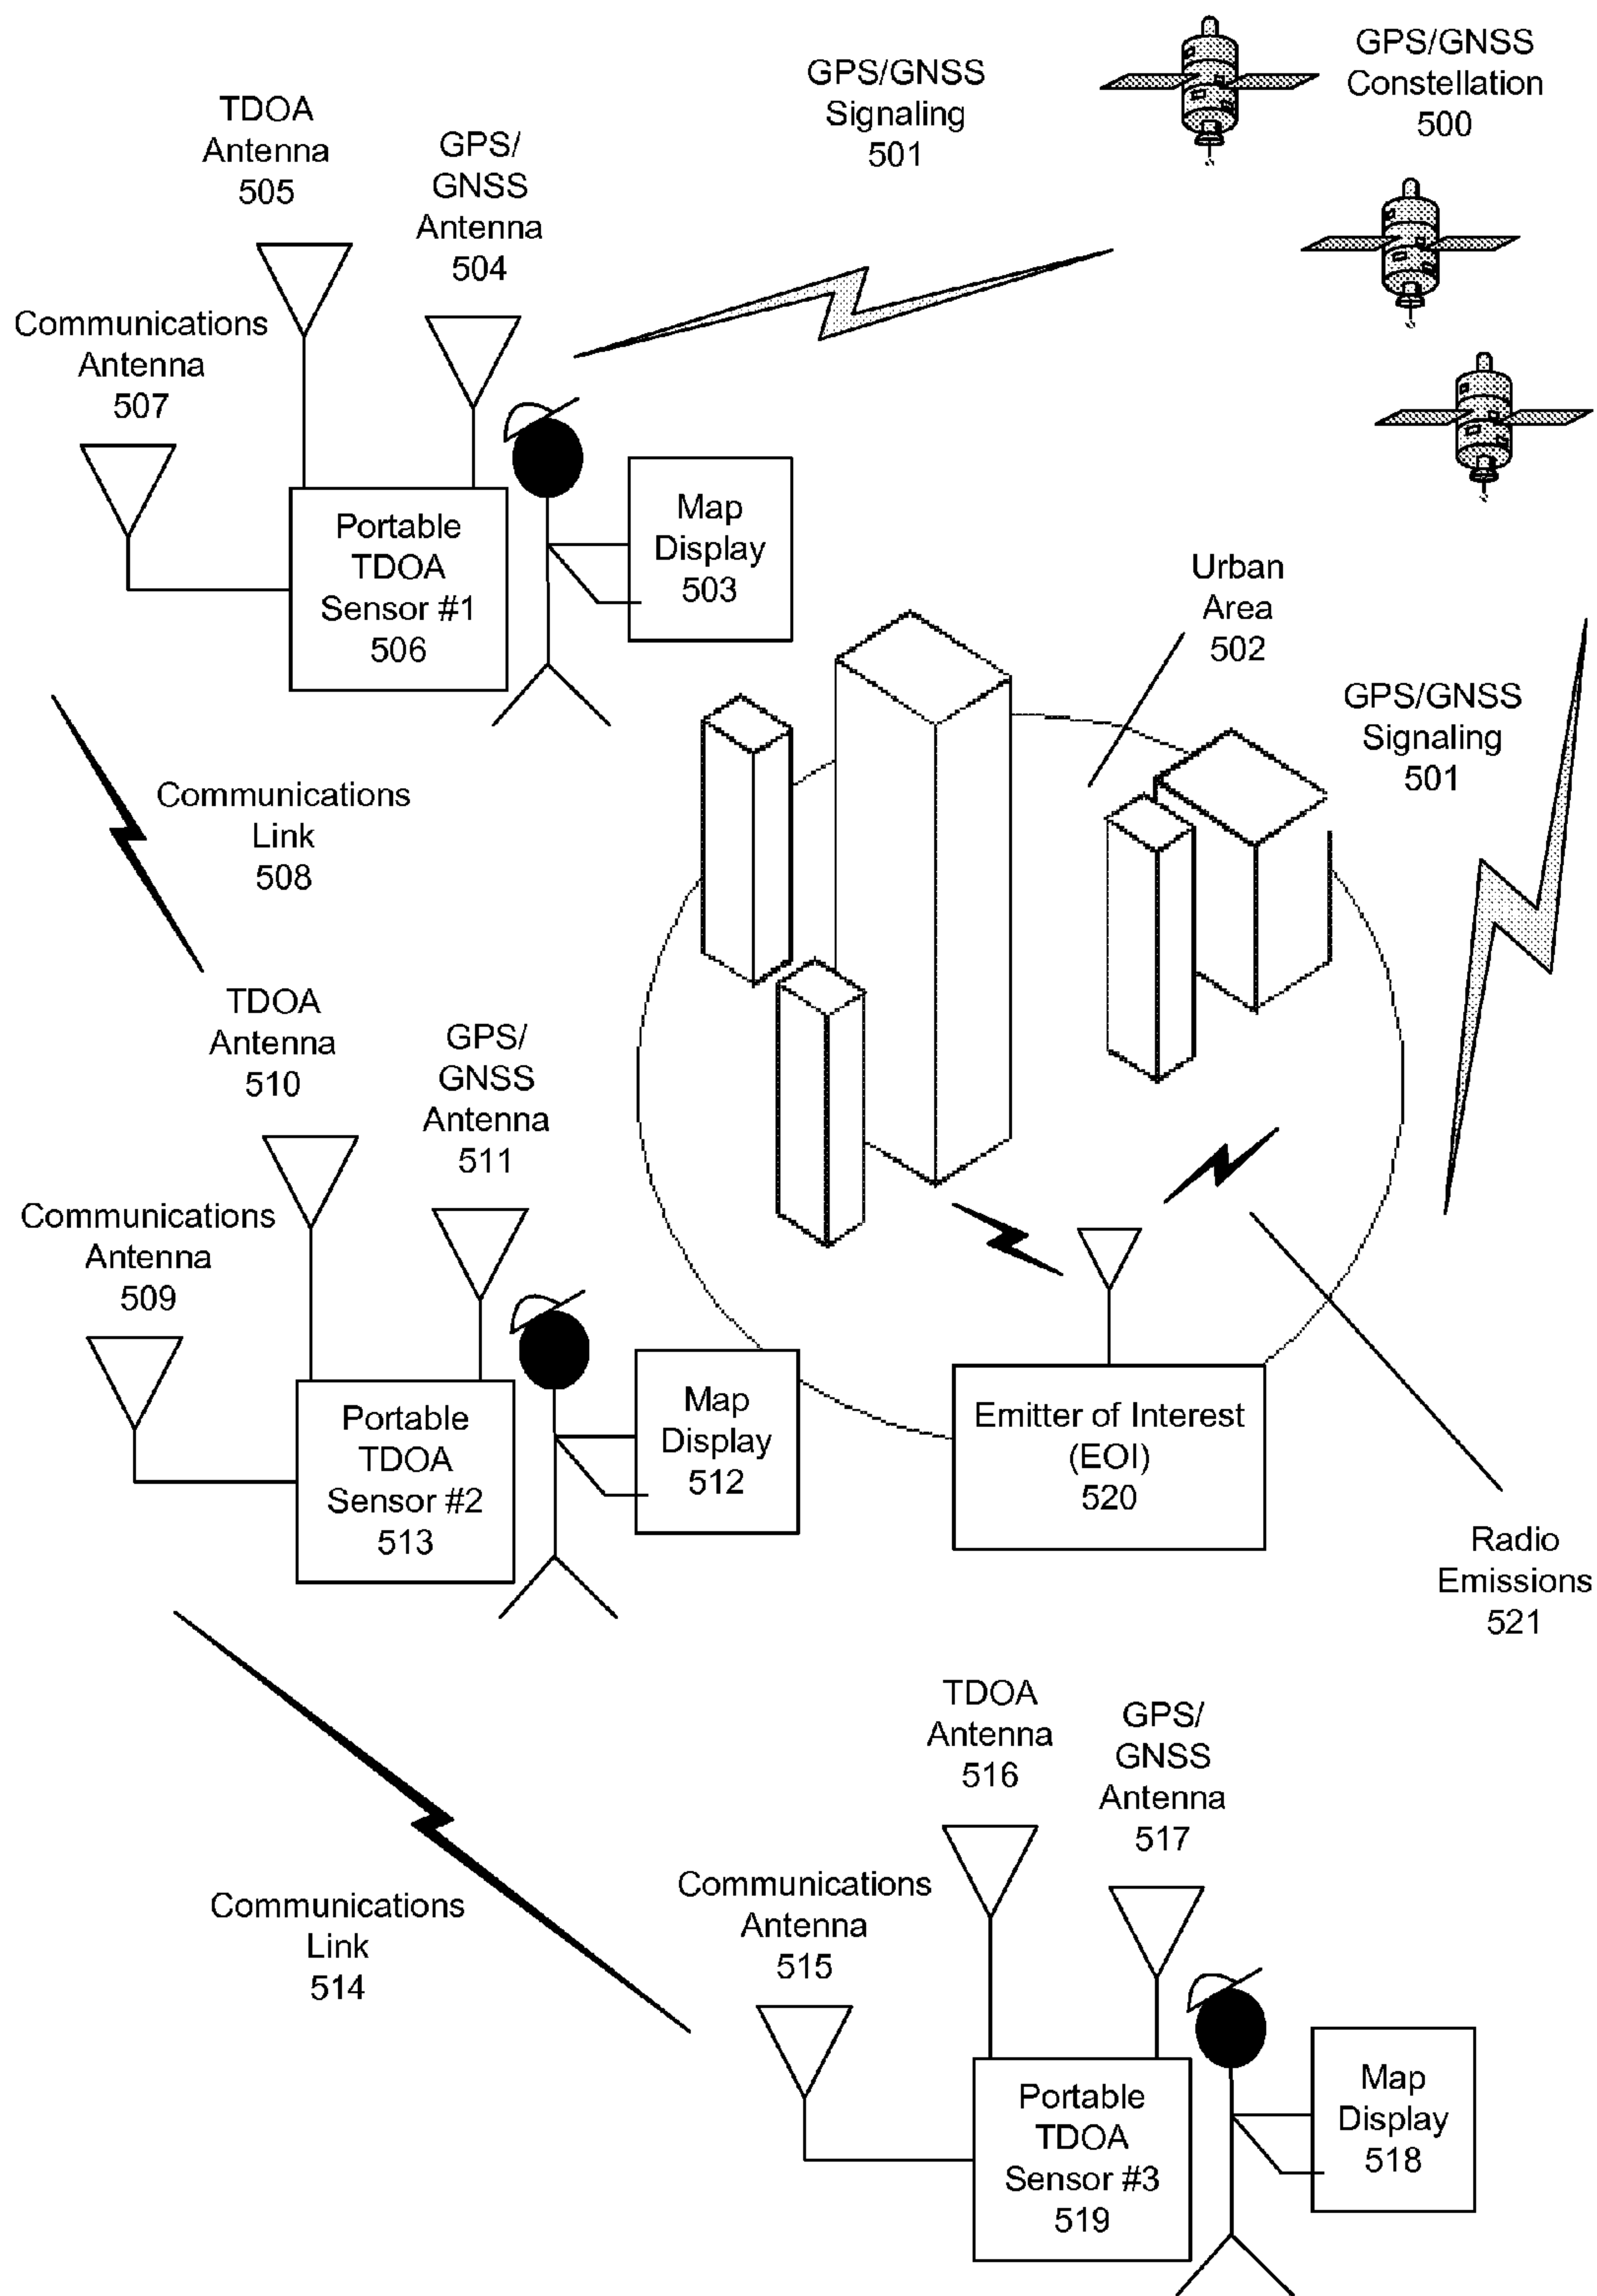 GPS/GNSS
Constellation
500
GPS/GNSS
Signaling
501
TDOA
Antenna
505
GPS/
GNSS
Antenna
504
Communications
Antenna
507
Portable
TDOA
Sensor #1
506
Map
Display
503
Urban
Area
502
GPS/GNSS
Signaling
501
Communications
Link
508
TDOA
Antenna
510
GPS/
GNSS
Antenna
511
Communications
Antenna
509
Portable
TDOA
Sensor #2
513
Map
Display
512
Emitter of Interest
(EOI)
520
Radio
Emissions
521
Communications
Link
514
TDOA
Antenna
516
GPS/
GNSS
Antenna
517
Communications
Antenna
515
Portable
TDOA
Sensor #3
519
Map
Display
518